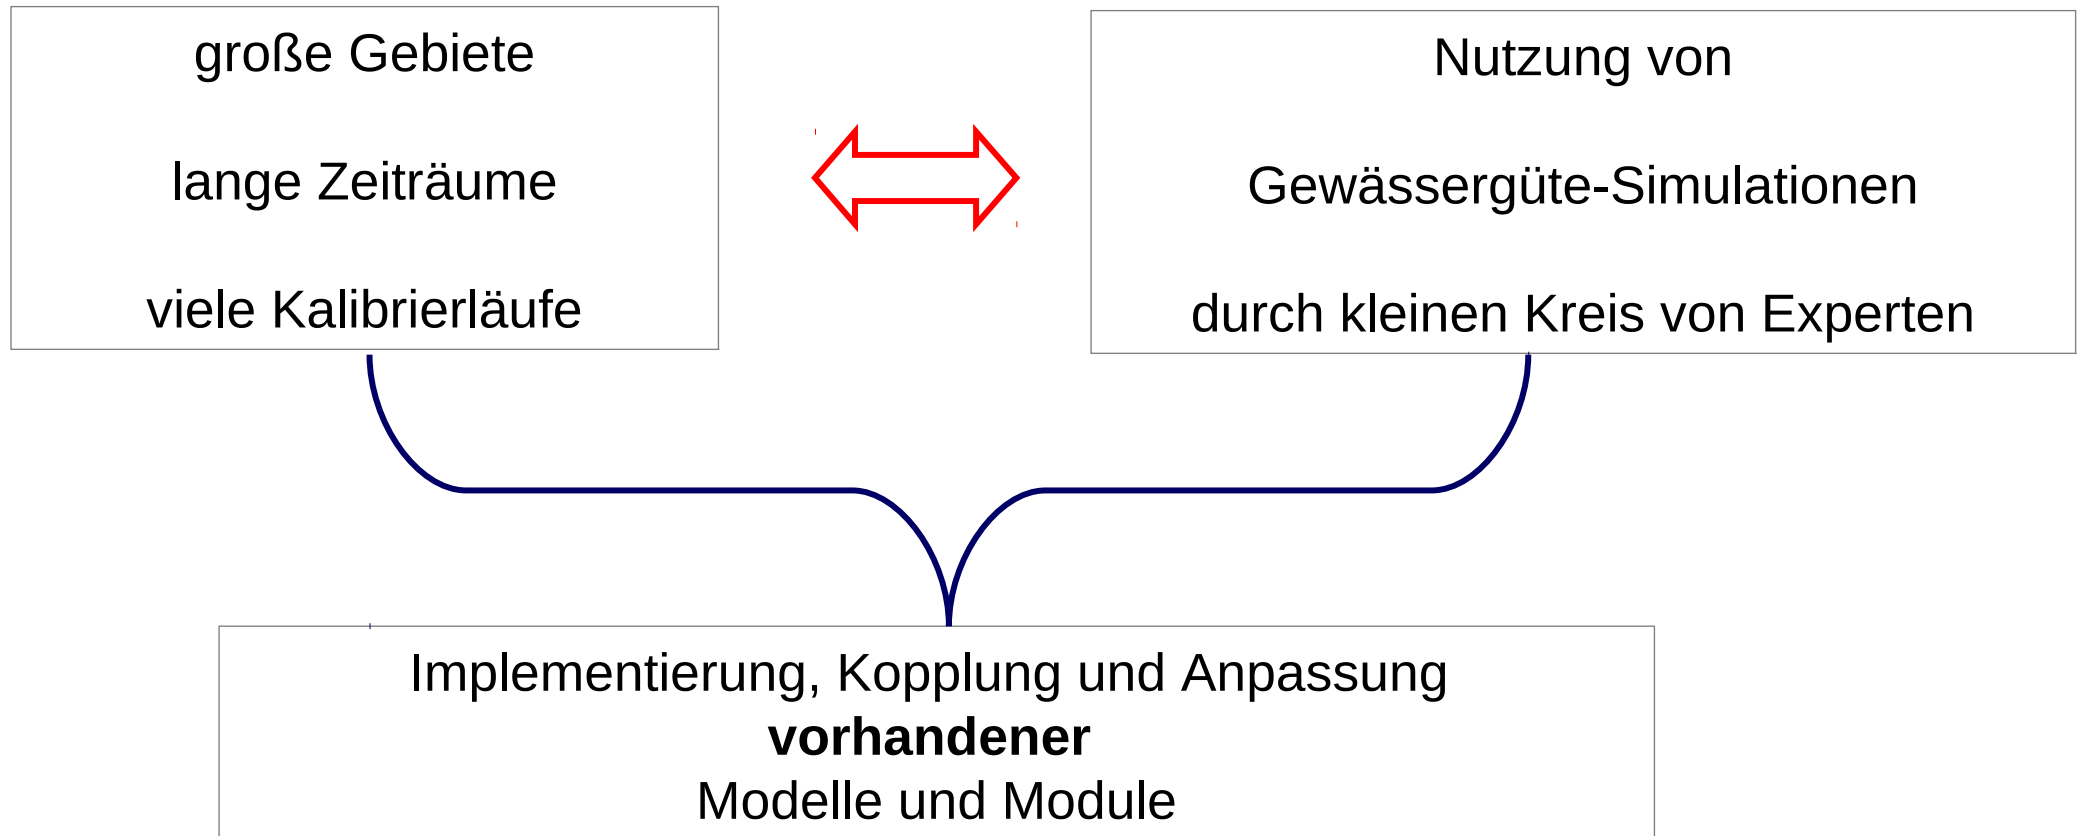 große Gebiete
lange Zeiträume
viele Kalibrierläufe
Nutzung von
Gewässergüte-Simulationen
durch kleinen Kreis von Experten
Implementierung, Kopplung und Anpassung
vorhandener
Modelle und Module